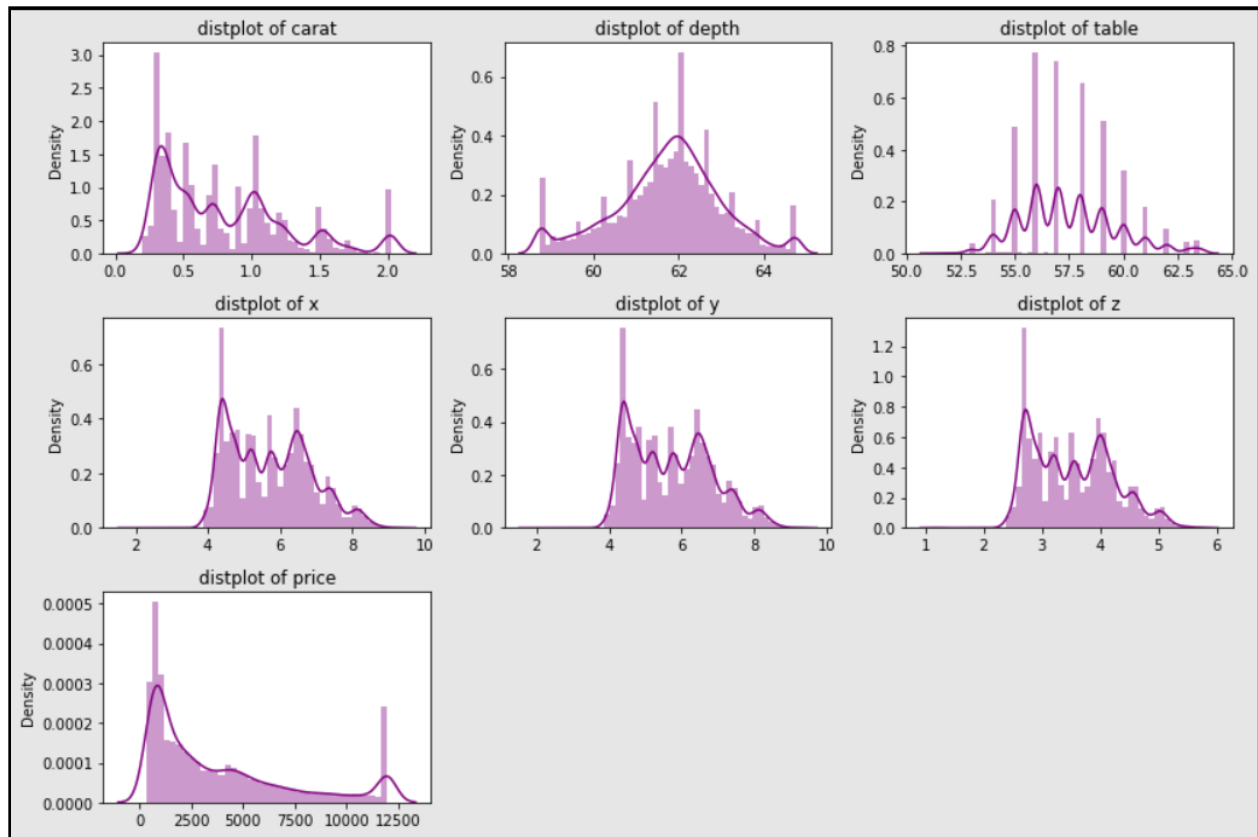 distplot of carat
3.0
2.5
2.0
1.5
1.0
0.5
0.0
Density
0.0 0.5 1.0 1.5 2.0
distplot of depth
0.6
0.4
0.2
0.0
Density
58 60 62 64
distplot of table
0.8
0.6
0.4
0.2
0.0
Density
50.0 52.5 55.0 57.5 60.0 62.5 65.0
distplot of x
0.6
0.4
0.2
0.0
Density
2 4 6 8 10
distplot of y
0.6
0.4
0.2
0.0
Density
2 4 6 8 10
distplot of z
1.2
1.0
0.8
0.6
0.4
0.2
0.0
Density
1 2 3 4 5 6
distplot of price
0.0005
0.0004
0.0003
0.0002
0.0001
0.0000
Density
0 2500 5000 7500 10000 12500